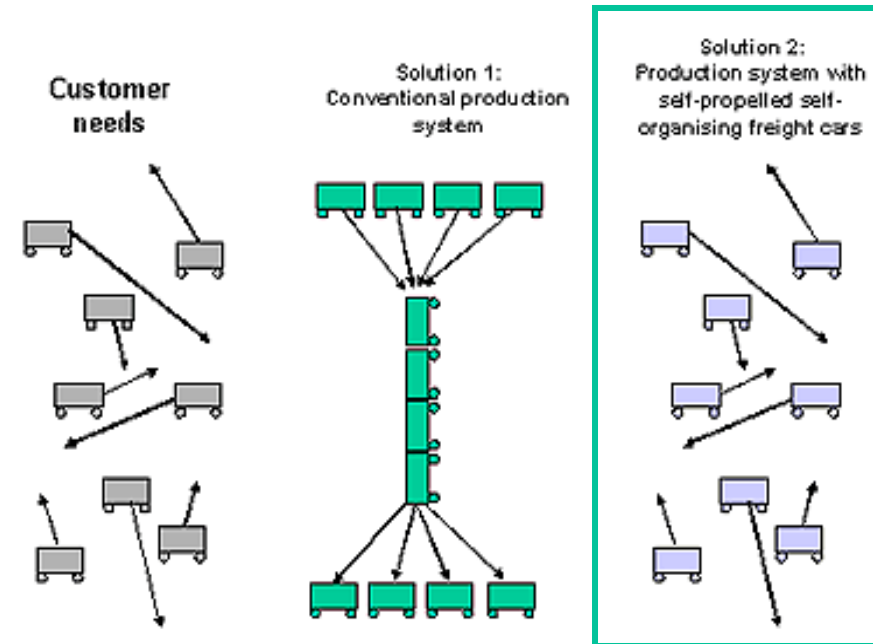 Customer
needs
Solution 1:
Conventional production
system
Solution 2:
Production system with
self-propelled self-
organising freight cars